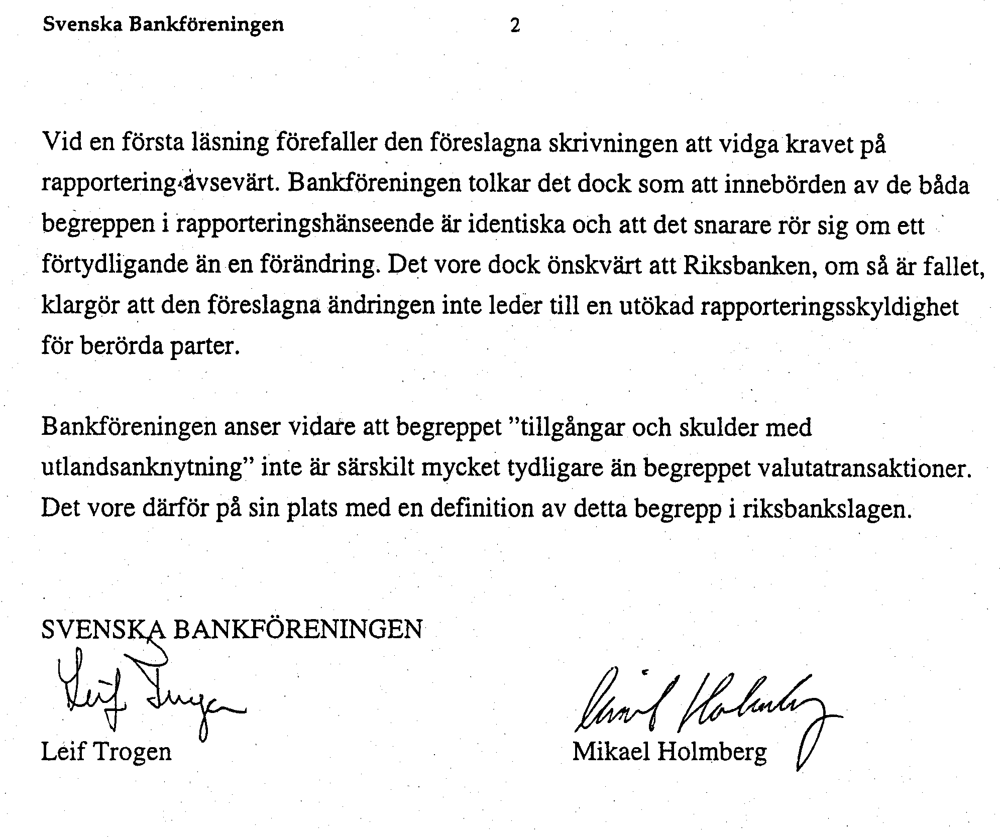 Svenska Bankföreningen 2
Vid en första läsning förefaller den föreslagna skrivningen att vidga kravet på
rapportering avsevärt. Bankföreningen tolkar det dock som att innebörden av de båda
begreppen i rapporteringshänseende är identiska och att det snarare rör sig om ett
förtydligande än en förändring. Det vore dock önskvärt att Riksbanken, om så är fallet,
klargör att den föreslagna ändringen inte leder till en utökad rapporteringsskyldighet
för berörda parter.
Bankföreningen anser vidare att begreppet ”tillgångar och skulder med
utlandsanknytning” inte är särskilt mycket tydligare än begreppet valutatransaktioner.
Det vore därför på sin plats med en definition av detta begrepp i riksbankslagen.
SVENSKA BANKFÖRENINGEN
Leif Trogen
Mikael Holmberg
Leif Trogen
Mikael Holmberg